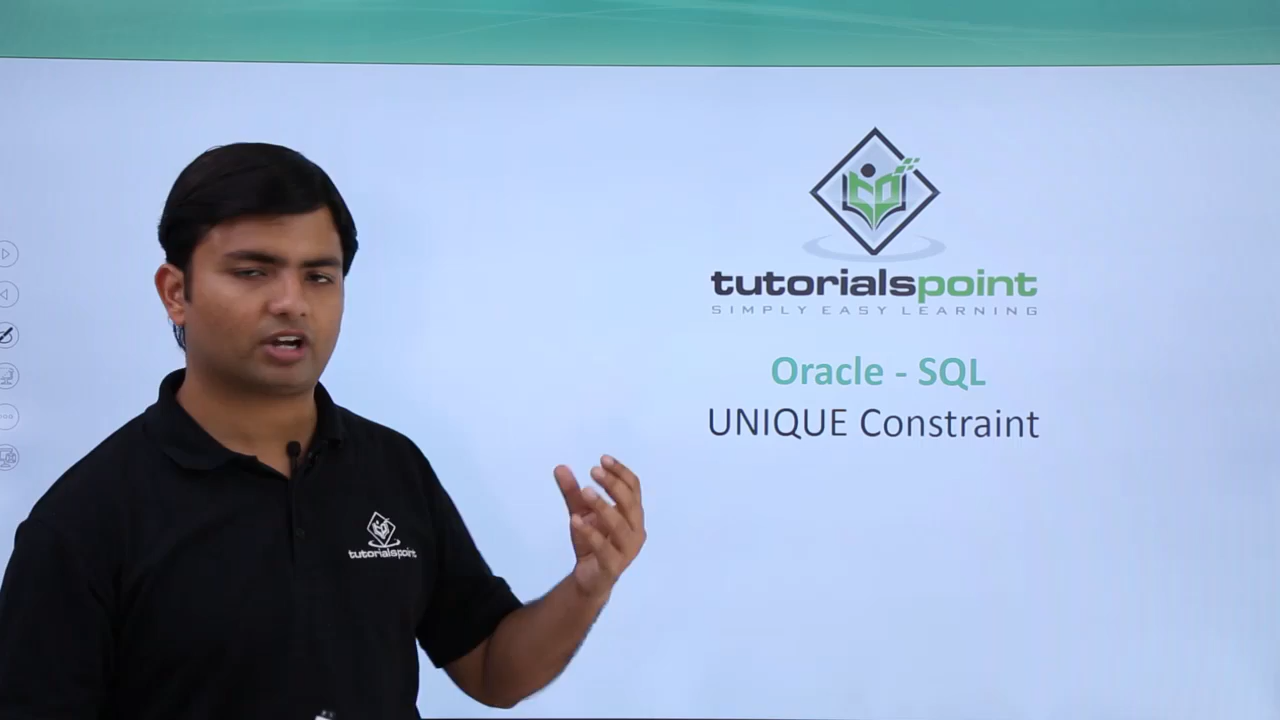 tutorialspoint
SIMPLY EASY LEARNING
Oracle - SQL
UNIQUE Constraint
tutorialspoint